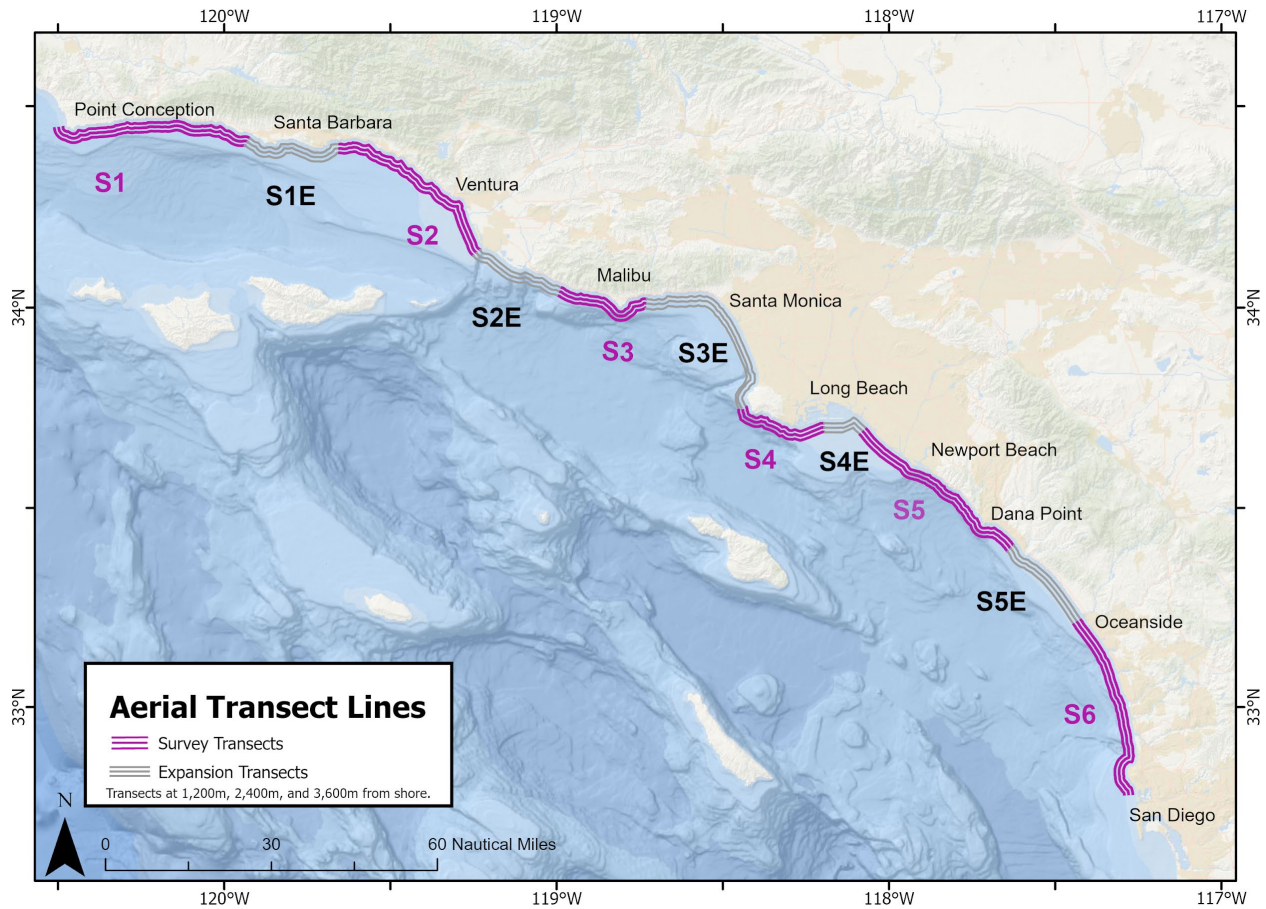 120°W 119°W 118°W 117°W
Point Conception
Santa Barbara
S1
S1E
Ventura
S2
Malibu
34°N
34°N
Santa Monica
S2E
S3
S3E
Long Beach
Newport Beach
S4
S4E
S5
Dana Point
S5E
Oceanside
33°N
33°N
S6
San Diego
Aerial Transect Lines
Survey Transects
Expansion Transects
Transects at 1,200m, 2,400m, and 3,600m from shore.
N
0 30 60 Nautical Miles
120°W 119°W 118°W 117°W